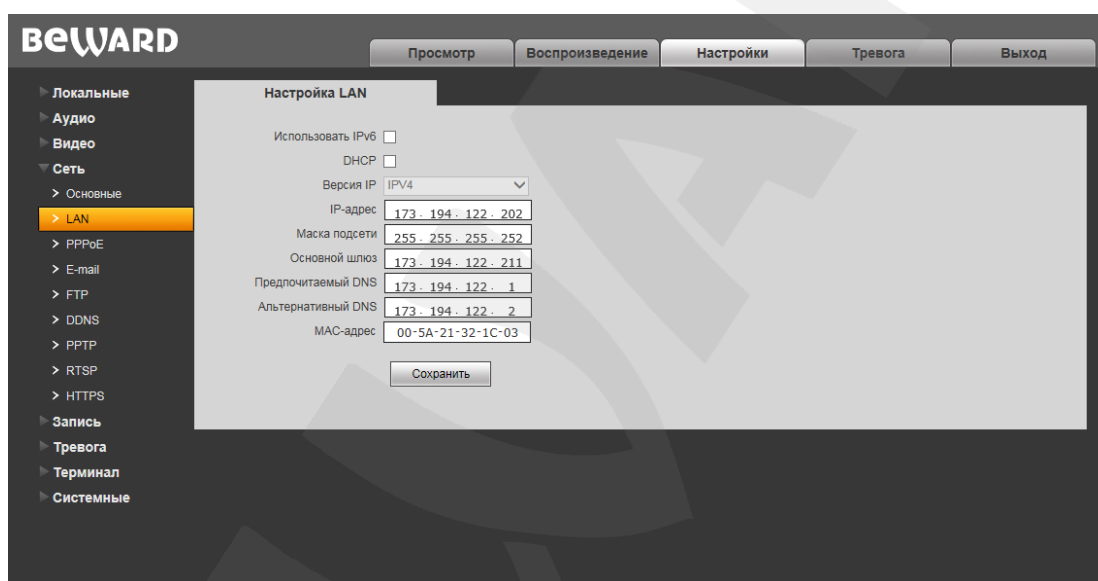 BEWARD
Просмотр
Воспроизведение
Настройки
Тревога
Выход
Локальные
Аудио
Видео
Сеть
Основные
LAN
PPPoE
E-mail
FTP
DDNS
PPTP
RTSP
HTTPS
Запись
Тревога
Терминал
Системные
Настройка LAN
Использовать IPv6
DHCP
Версия IP IPV4
IP-адрес 173. 194. 122. 202
Маска подсети 255. 255. 255. 252
Основной шлюз 173. 194. 122. 211
Предпочитаемый DNS 173. 194. 122. 1
Альтернативный DNS 173. 194. 122. 2
MAC-адрес 00-5A-21-32-1C-03
Сохранить